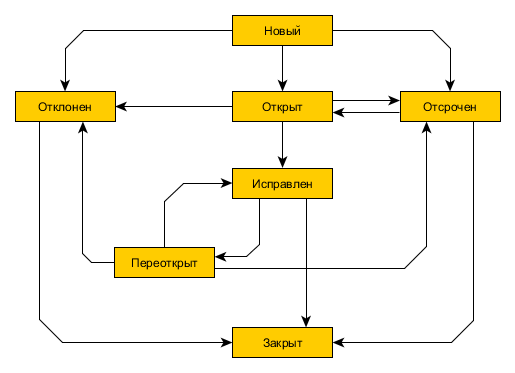 Новый
Отклонен
Открыт
Отсрочен
Исправлен
Переоткрыт
Закрыт